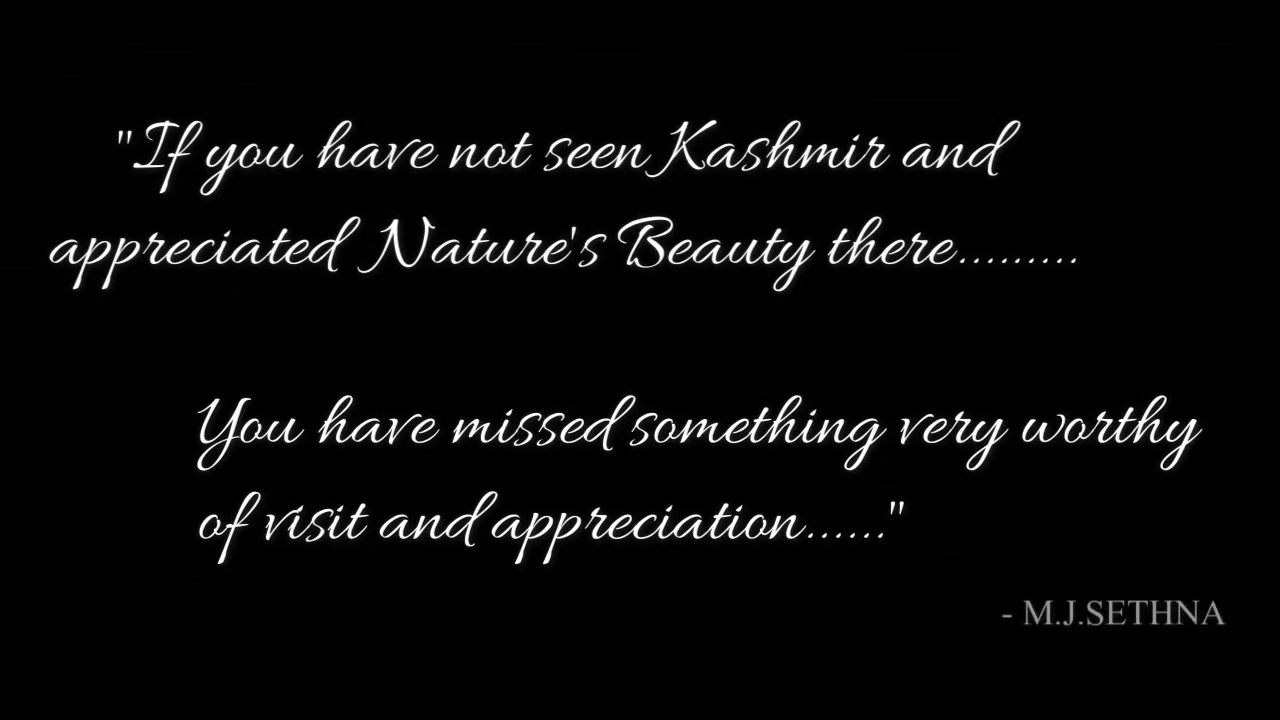 "If you have not seen Kashmir and
appreciated Nature's Beauty there.........
You have missed something very worthy
of visit and appreciation......"
- M.J.SETHNA